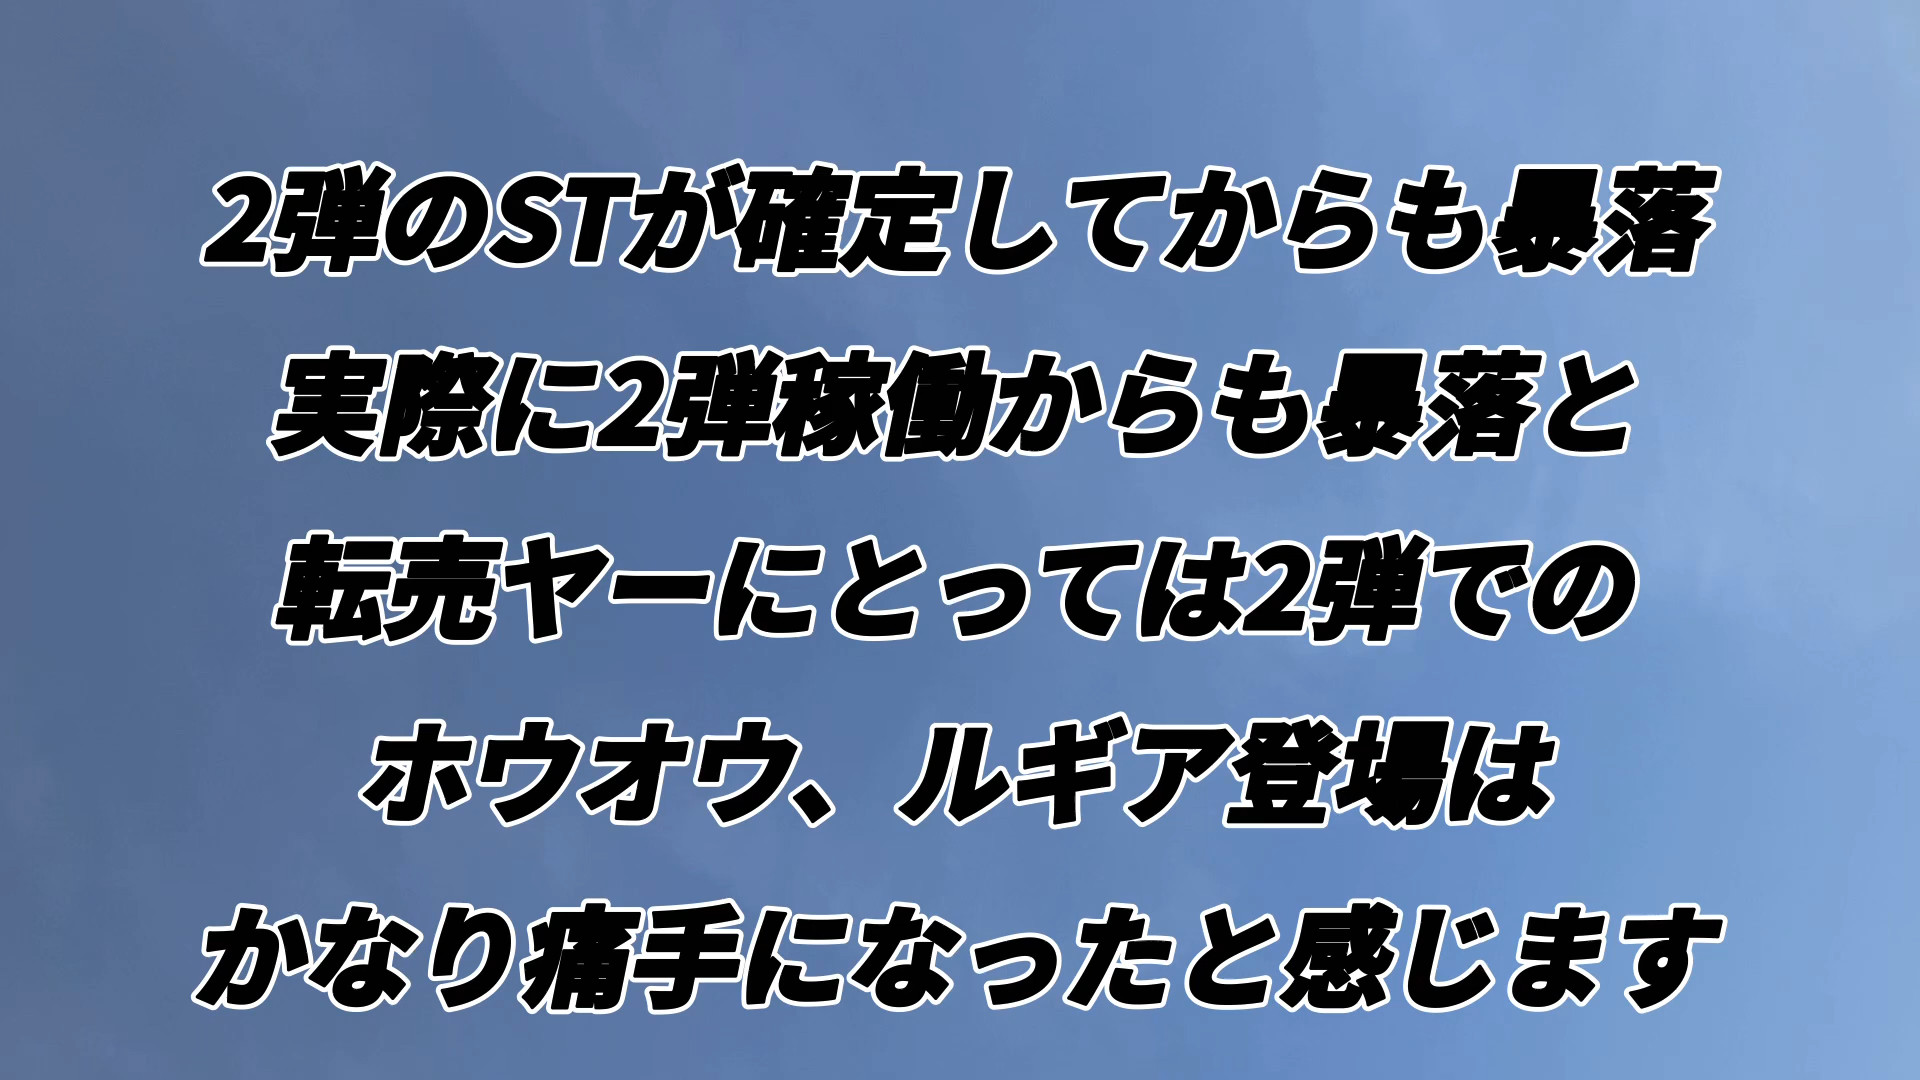 2弾のSTが確定してからも暴落
実際に2弾稼働からも暴落と
転売ヤーにとっては2弾での
ホウオウ、ルギア登場は
かなり痛手になったと感じます